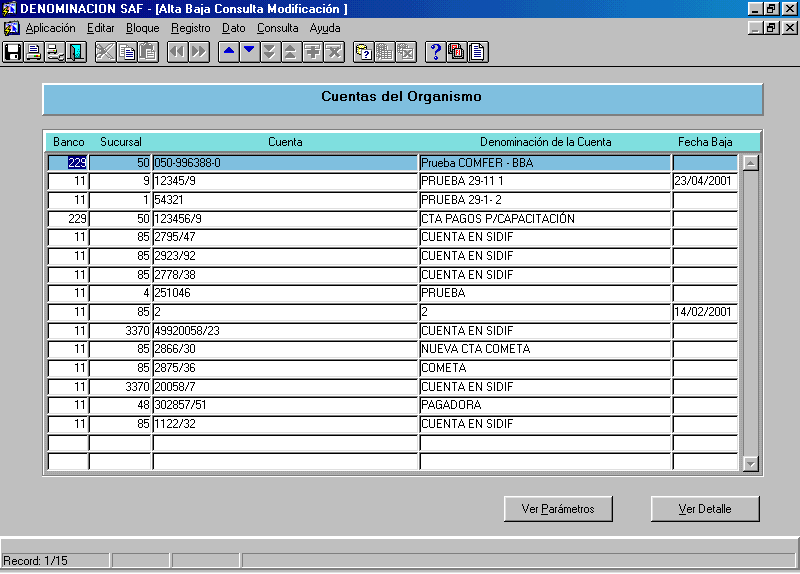 DENOMINACION SAF - [Alta Baja Consulta Modificación ]
Aplicación Editar Bloque Registro Dato Consulta Ayuda
Cuentas del Organismo
Banco Sucursal Cuenta Denominación de la Cuenta Fecha Baja
229 50 050-996388-0 Prueba COMFER - BBA
11 9 12345/9 PRUEBA 29-11 1 23/04/2001
11 1 54321 PRUEBA 29-1- 2
229 50 123456/9 CTA PAGOS P/CAPACITACIÓN
11 85 2795/47 CUENTA EN SIDIF
11 85 2923/92 CUENTA EN SIDIF
11 85 2778/38 CUENTA EN SIDIF
11 4 251046 PRUEBA
11 85 2 2 14/02/2001
11 3370 49920058/23 CUENTA EN SIDIF
11 85 2866/30 NUEVA CTA COMETA
11 85 2875/36 COMETA
11 3370 20058/7 CUENTA EN SIDIF
11 48 302857/51 PAGADORA
11 85 1122/32 CUENTA EN SIDIF
Ver Parámetros Ver Detalle
Record: 1/15